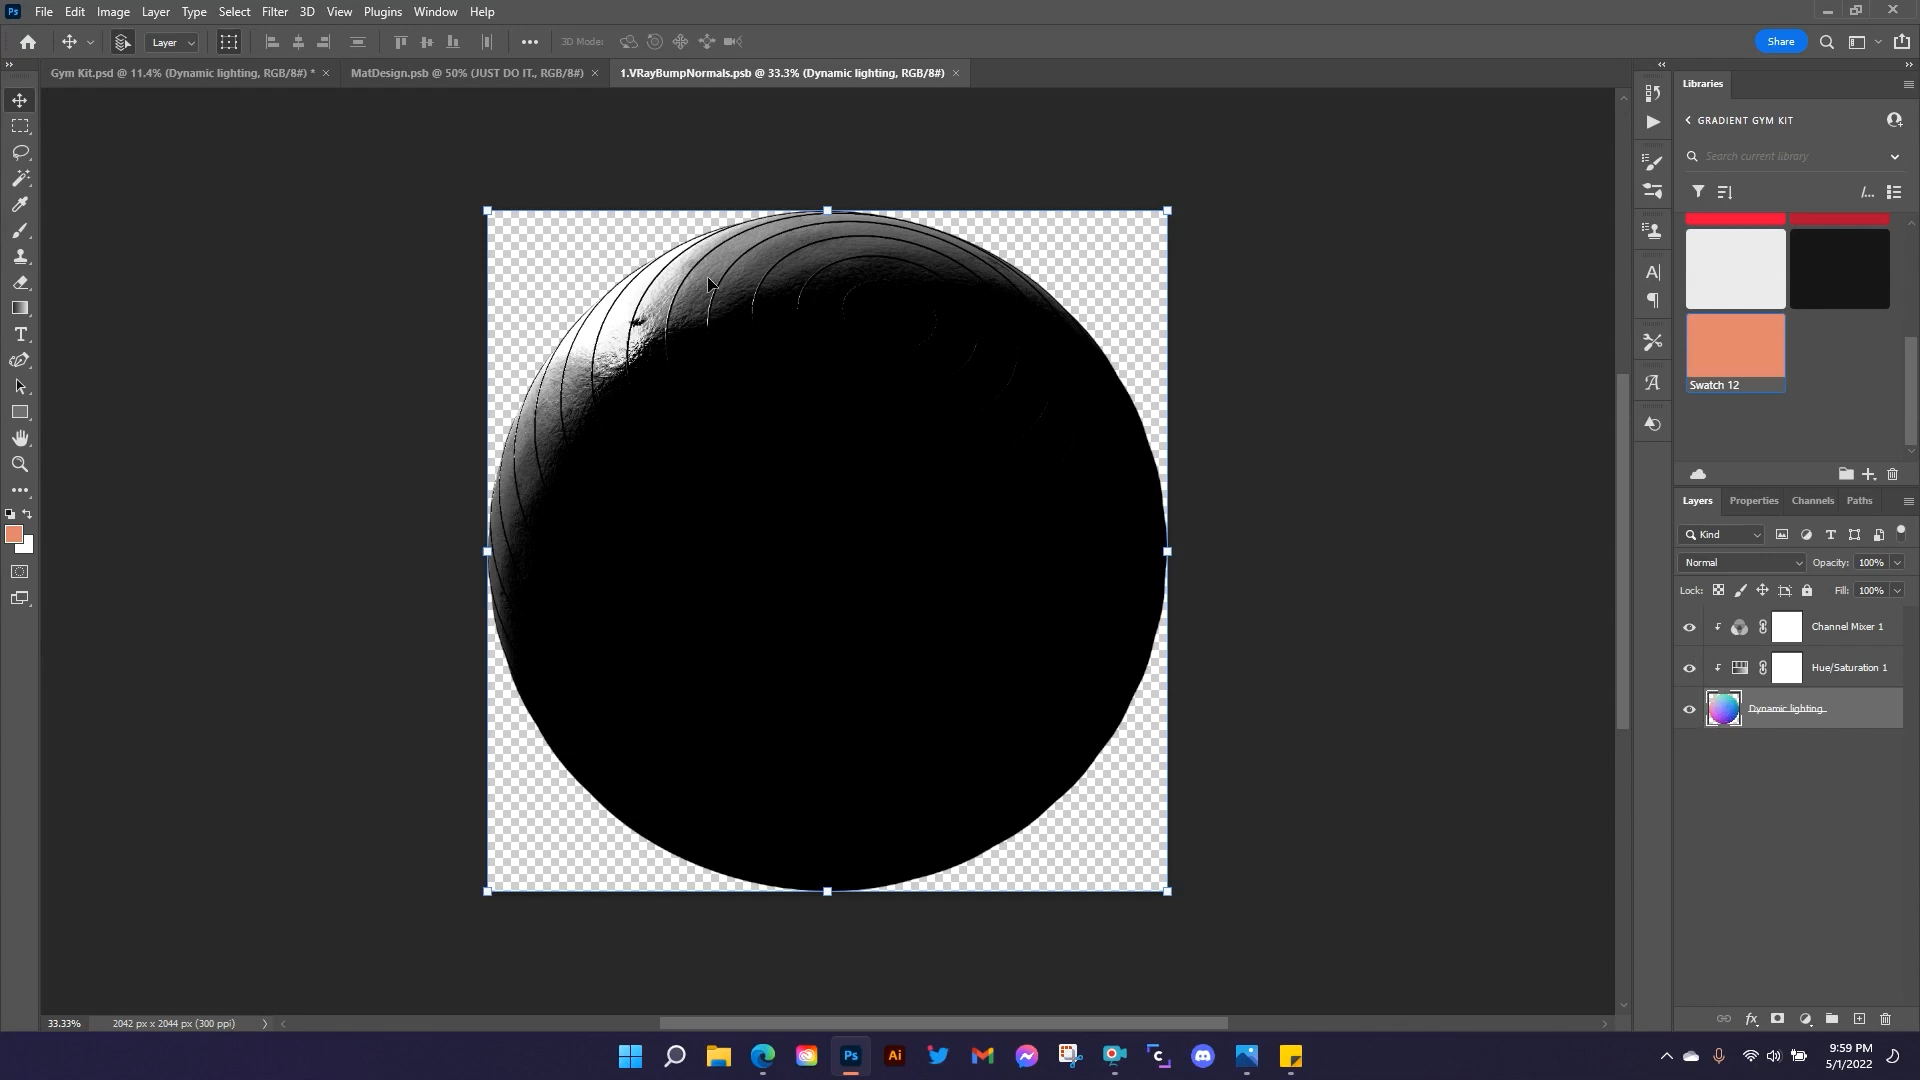 Ps File Edit Image Layer Type Select Filter 3D View Plugins Window Help
Layer 3D Mode: Share
Gym Kit.psd @ 11.4% (Dynamic lighting, RGB/8#) * MatDesign.psb @ 50% (JUST DO IT., RGB/8#) 1.VRayBumpNormals.psb @ 33.3% (Dynamic lighting, RGB/8#)
Libraries
GRADIENT GYM KIT
Search current library
Swatch 12
Layers Properties Channels Paths
Kind
Normal Opacity: 100%
Lock: Fill: 100%
Channel Mixer 1
Hue/Saturation 1
Dynamic lighting
33.33% 2042 px x 2044 px (300 ppi)
Ps Ai
9:59 PM
5/1/2022